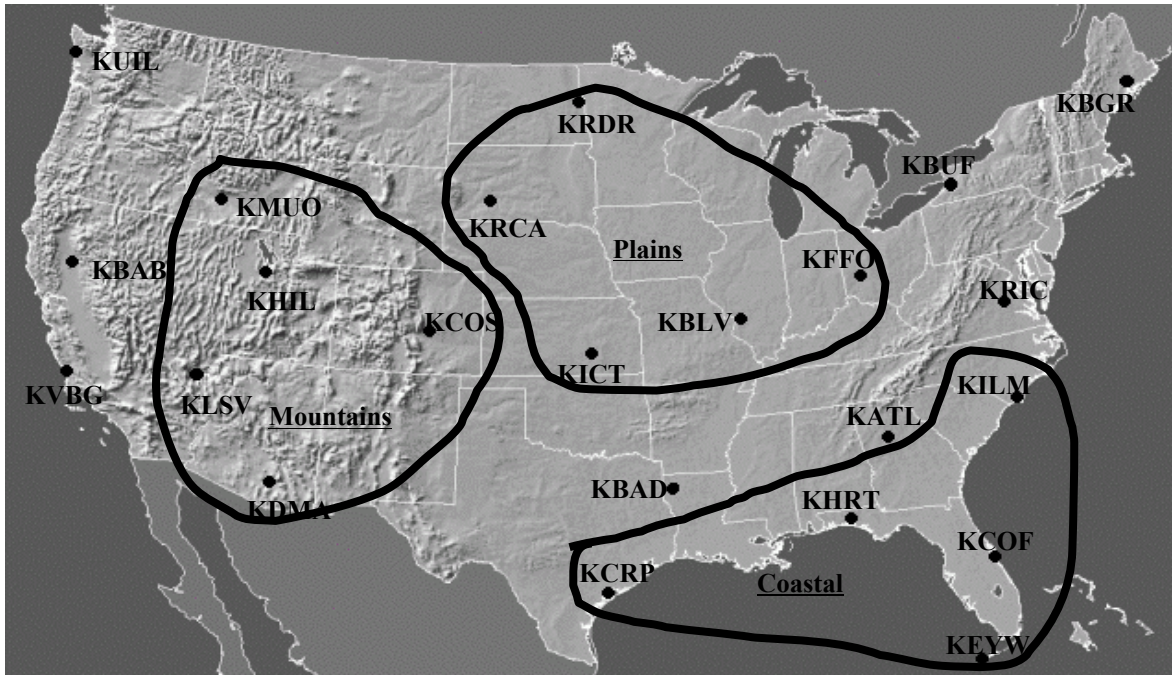 KUIL
KBGR
KRDR
KBUF
KMUO
KRCA
Plains
KBAB
KFFO
KHIL
KRIC
KCOS
KBLV
KICT
KVBG
KLSV
KILM
Mountains
KATL
KBAD
KHRT
KDMA
KCOF
KCRP
Coastal
KEYW